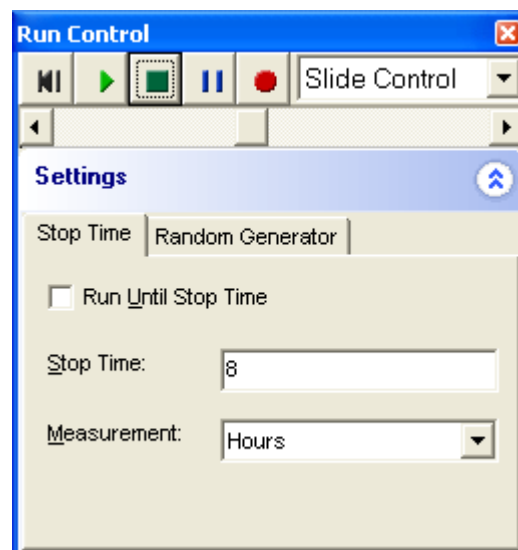 Run Control
Slide Control
Settings
Stop Time Random Generator
Run Until Stop Time
Stop Time: 8
Measurement: Hours